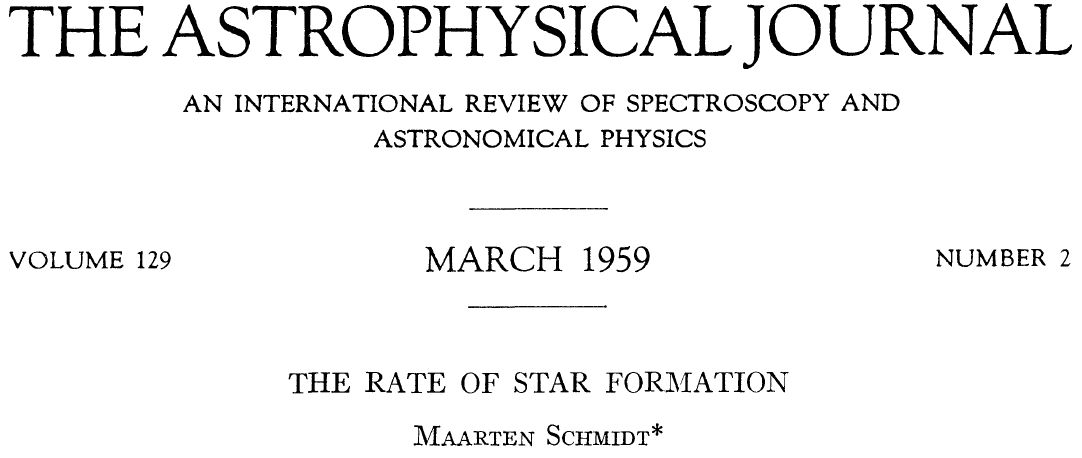 THE ASTROPHYSICAL JOURNAL
AN INTERNATIONAL REVIEW OF SPECTROSCOPY AND
ASTRONOMICAL PHYSICS
VOLUME 129 MARCH 1959 NUMBER 2
THE RATE OF STAR FORMATION
MAARTEN SCHMIDT*